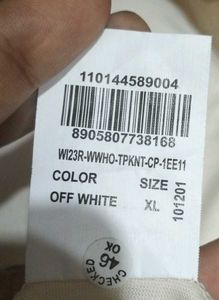 110144589004
8905807738168
WI23R-WWHO-TPKNT-CP-1EE11
COLOR SIZE
OFF WHITE XL
101201
CHECKED
46
OK